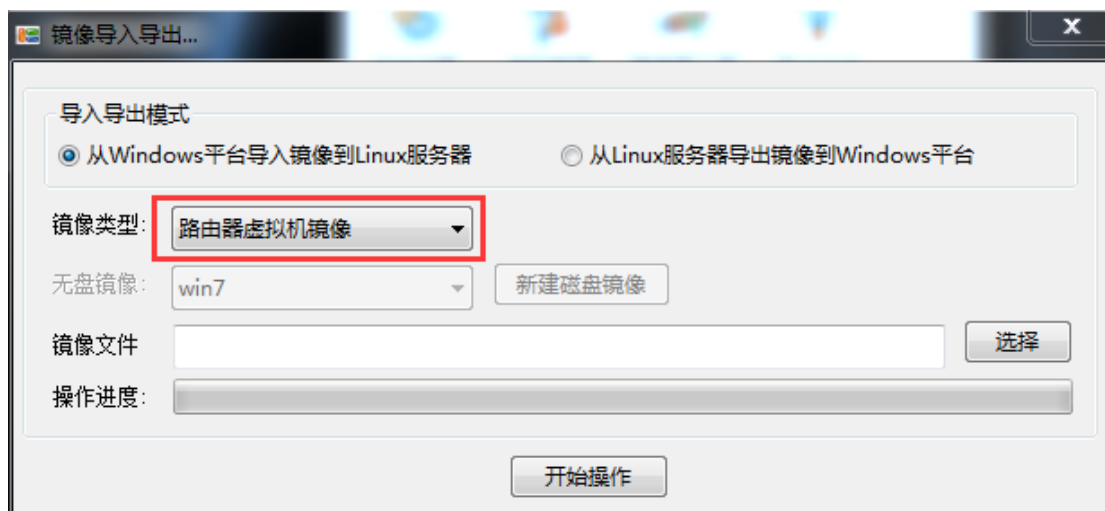 镜像导入导出...
x
导入导出模式
从Windows平台导入镜像到Linux服务器 从Linux服务器导出镜像到Windows平台
镜像类型: 路由器虚拟机镜像
无盘镜像: win7 新建磁盘镜像
镜像文件 选择
操作进度:
开始操作